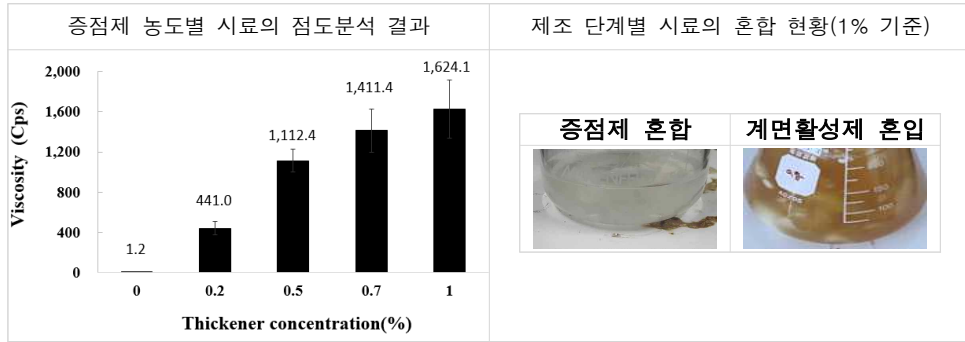 증점제 농도별 시료의 점도분석 결과
제조 단계별 시료의 혼합 현황(1% 기준)
Viscosity (Cps)
2,000
1,600
1,200
800
400
0
1.2
441.0
1,112.4
1,411.4
1,624.1
0 0.2 0.5 0.7 1
Thickener concentration(%)
증점제 혼합
계면활성제 혼입
150
100